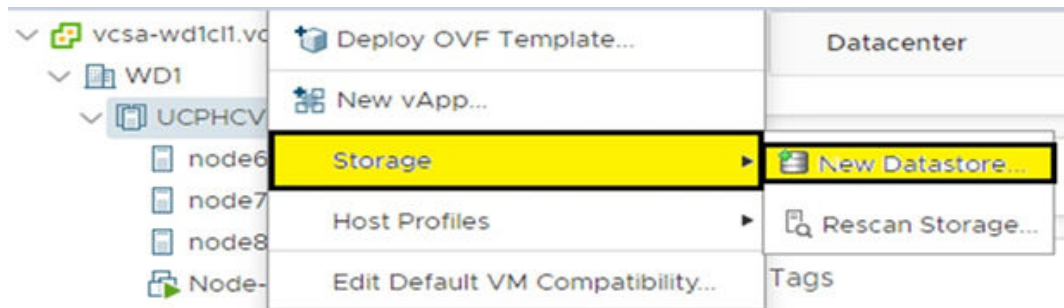 vcsa-wd1cl1.vc
WD1
UCPHCV
node6
node7
node8
Node-
Deploy OVF Template...
New vApp...
Storage
Host Profiles
Edit Default VM Compatibility...
Datacenter
New Datastore...
Rescan Storage...
Tags